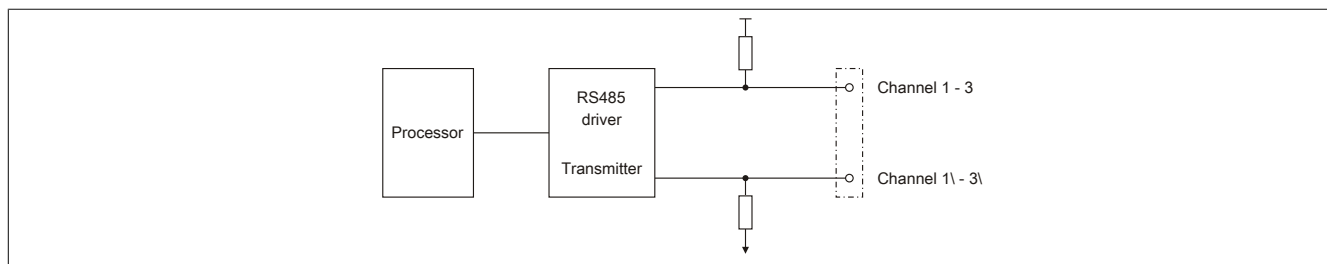 Processor
RS485
driver
Transmitter
Channel 1 - 3
Channel 1\ - 3\